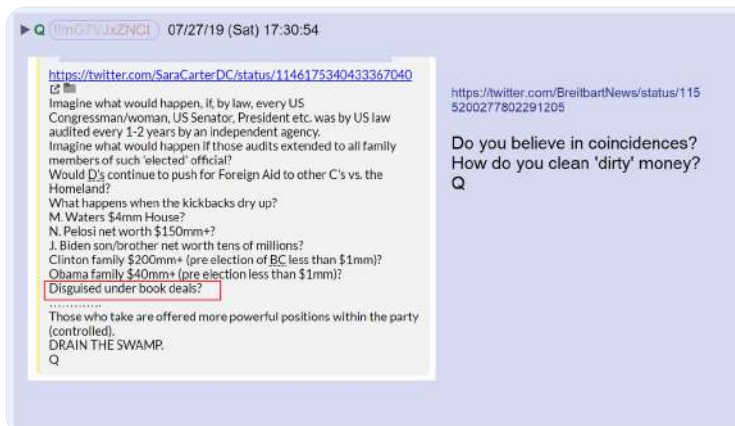 Q 07/27/19 (Sat) 17:30:54
https://twitter.com/SaraCarterDC/status/1146175340433367040
Imagine what would happen, if, by law, every US
Congressman/woman, US Senator, President etc. was by US law
audited every 1-2 years by an independent agency.
Imagine what would happen if those audits extended to all family
members of such 'elected' official?
Would D's continue to push for Foreign Aid to other C's vs. the
Homeland?
What happens when the kickbacks dry up?
M. Waters $4mm House?
N. Pelosi net worth $150mm+?
J. Biden son/brother net worth tens of millions?
Clinton family $200mm+ (pre election of BC less than $1mm)?
Obama family $40mm+ (pre election less than $1mm)?
Disguised under book deals?
.............
Those who take are offered more powerful positions within the party
(controlled).
DRAIN THE SWAMP.
Q
https://twitter.com/BreitbartNews/status/115
5200277802291205
Do you believe in coincidences?
How do you clean 'dirty' money?
Q